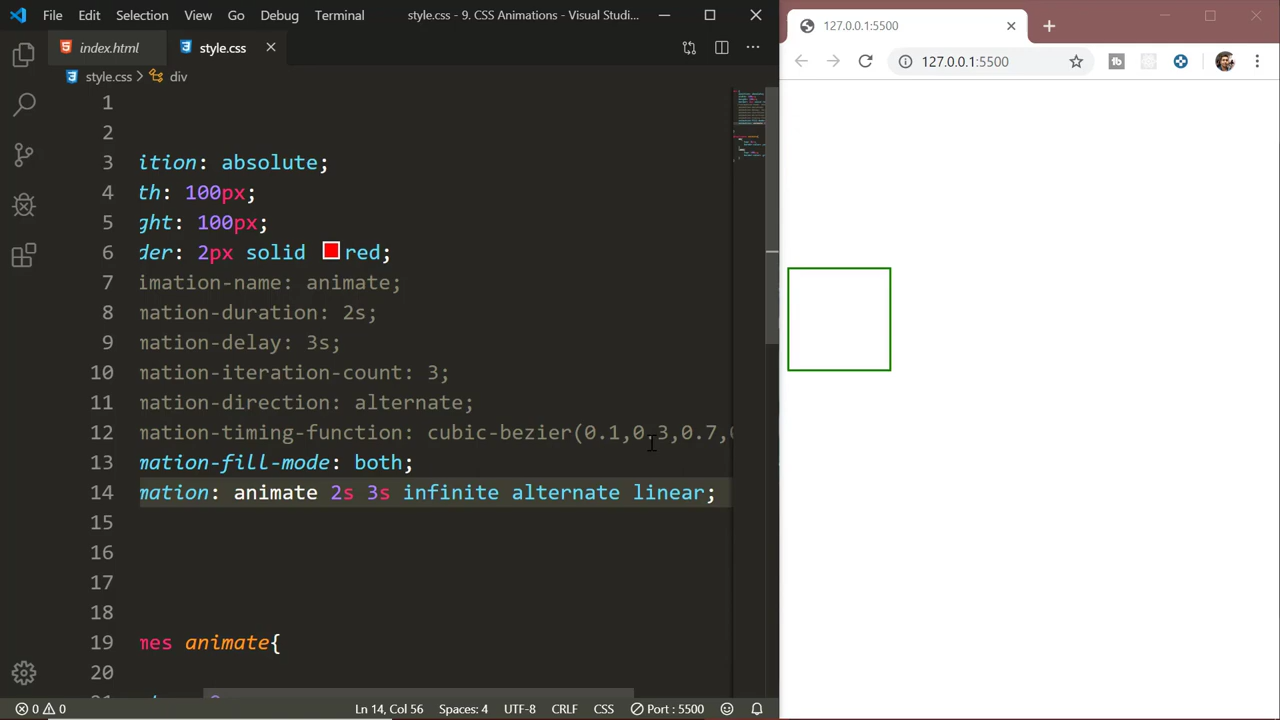 File Edit Selection View Go Debug Terminal style.css - 9. CSS Animations - Visual Studi...
127.0.0.1:5500
index.html style.css
127.0.0.1:5500
style.css > div
1
2
3 ition: absolute;
4 th: 100px;
5 ght: 100px;
6 der: 2px solid red;
7 imation-name: animate;
8 mation-duration: 2s;
9 mation-delay: 3s;
10 mation-iteration-count: 3;
11 mation-direction: alternate;
12 mation-timing-function: cubic-bezier(0.1,0.3,0.7,
13 mation-fill-mode: both;
14 mation: animate 2s 3s infinite alternate linear;
15
16
17
18
19 mes animate{
20
21
0 0 Ln 14, Col 56 Spaces: 4 UTF-8 CRLF CSS Port : 5500